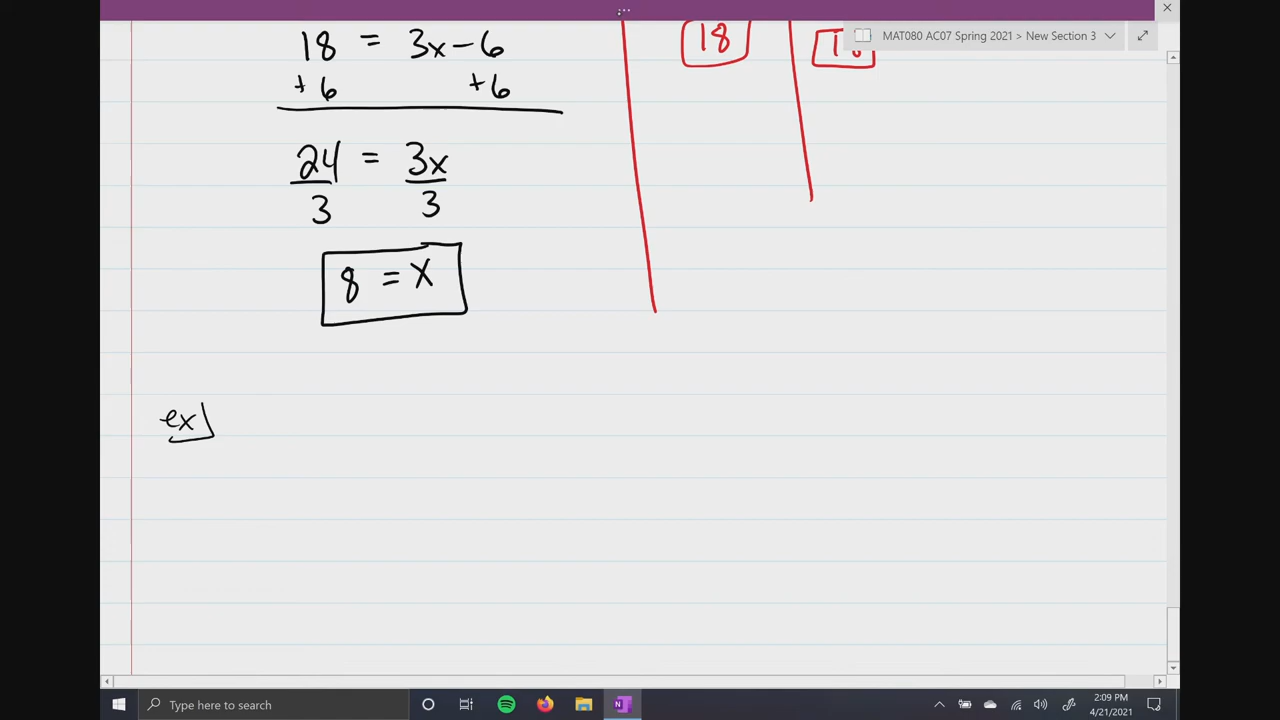 MAT080 AC07 Spring 2021 > New Section 3
18 = 3x - 6
18
+ 6 + 6
24 = 3x
3 3
8 = x
ex
Type here to search
2:09 PM
4/21/2021